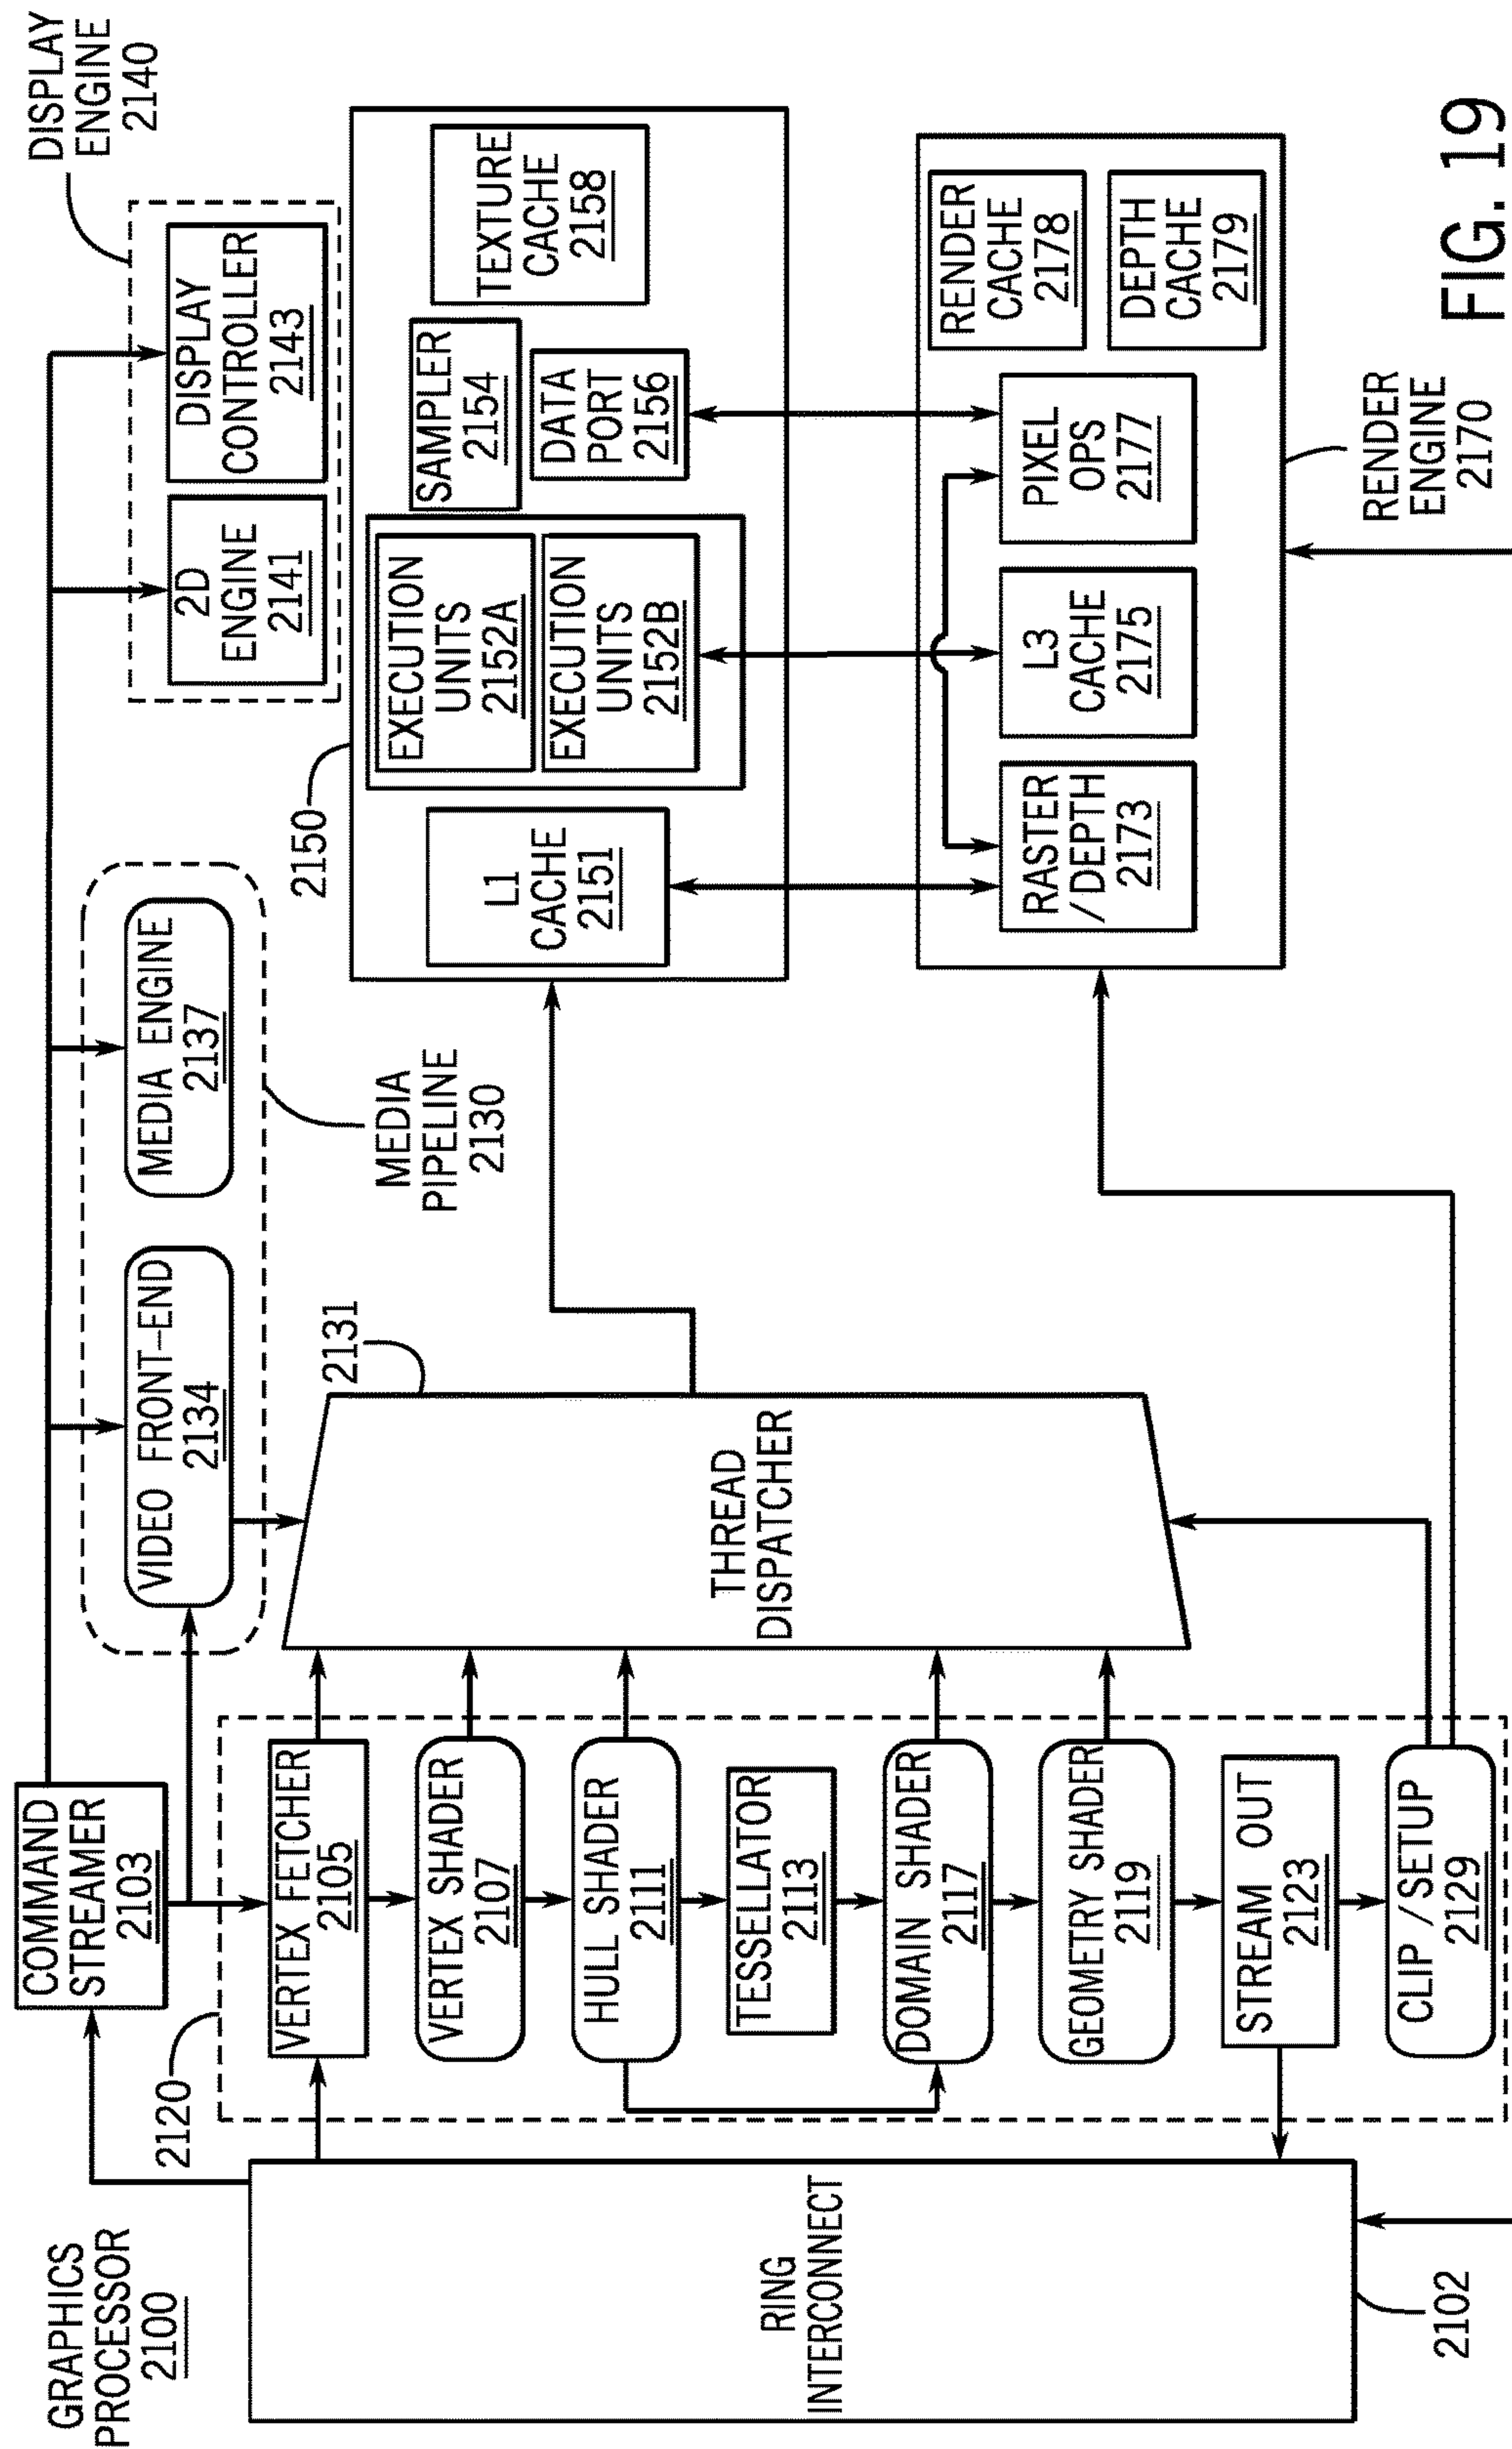 GRAPHICS
PROCESSOR
2100
COMMAND
STREAMER
2103
2120
VERTEX FETCHER
2105
VERTEX SHADER
2107
HULL SHADER
2111
TESSELLATOR
2113
DOMAIN SHADER
2117
GEOMETRY SHADER
2119
STREAM OUT
2123
CLIP/SETUP
2129
RING
INTERCONNECT
2102
VIDEO FRONT-END
2134
MEDIA ENGINE
2137
MEDIA
PIPELINE
2130
THREAD
DISPATCHER
2131
DISPLAY
ENGINE
2140
2D
ENGINE
2141
DISPLAY
CONTROLLER
2143
2150
L1
CACHE
2151
EXECUTION
UNITS
2152A
EXECUTION
UNITS
2152B
SAMPLER
2154
DATA
PORT
2156
TEXTURE
CACHE
2158
RASTER
/DEPTH
2173
L3
CACHE
2175
PIXEL
OPS
2177
RENDER
CACHE
2178
DEPTH
CACHE
2179
RENDER
ENGINE
2170
FIG. 19